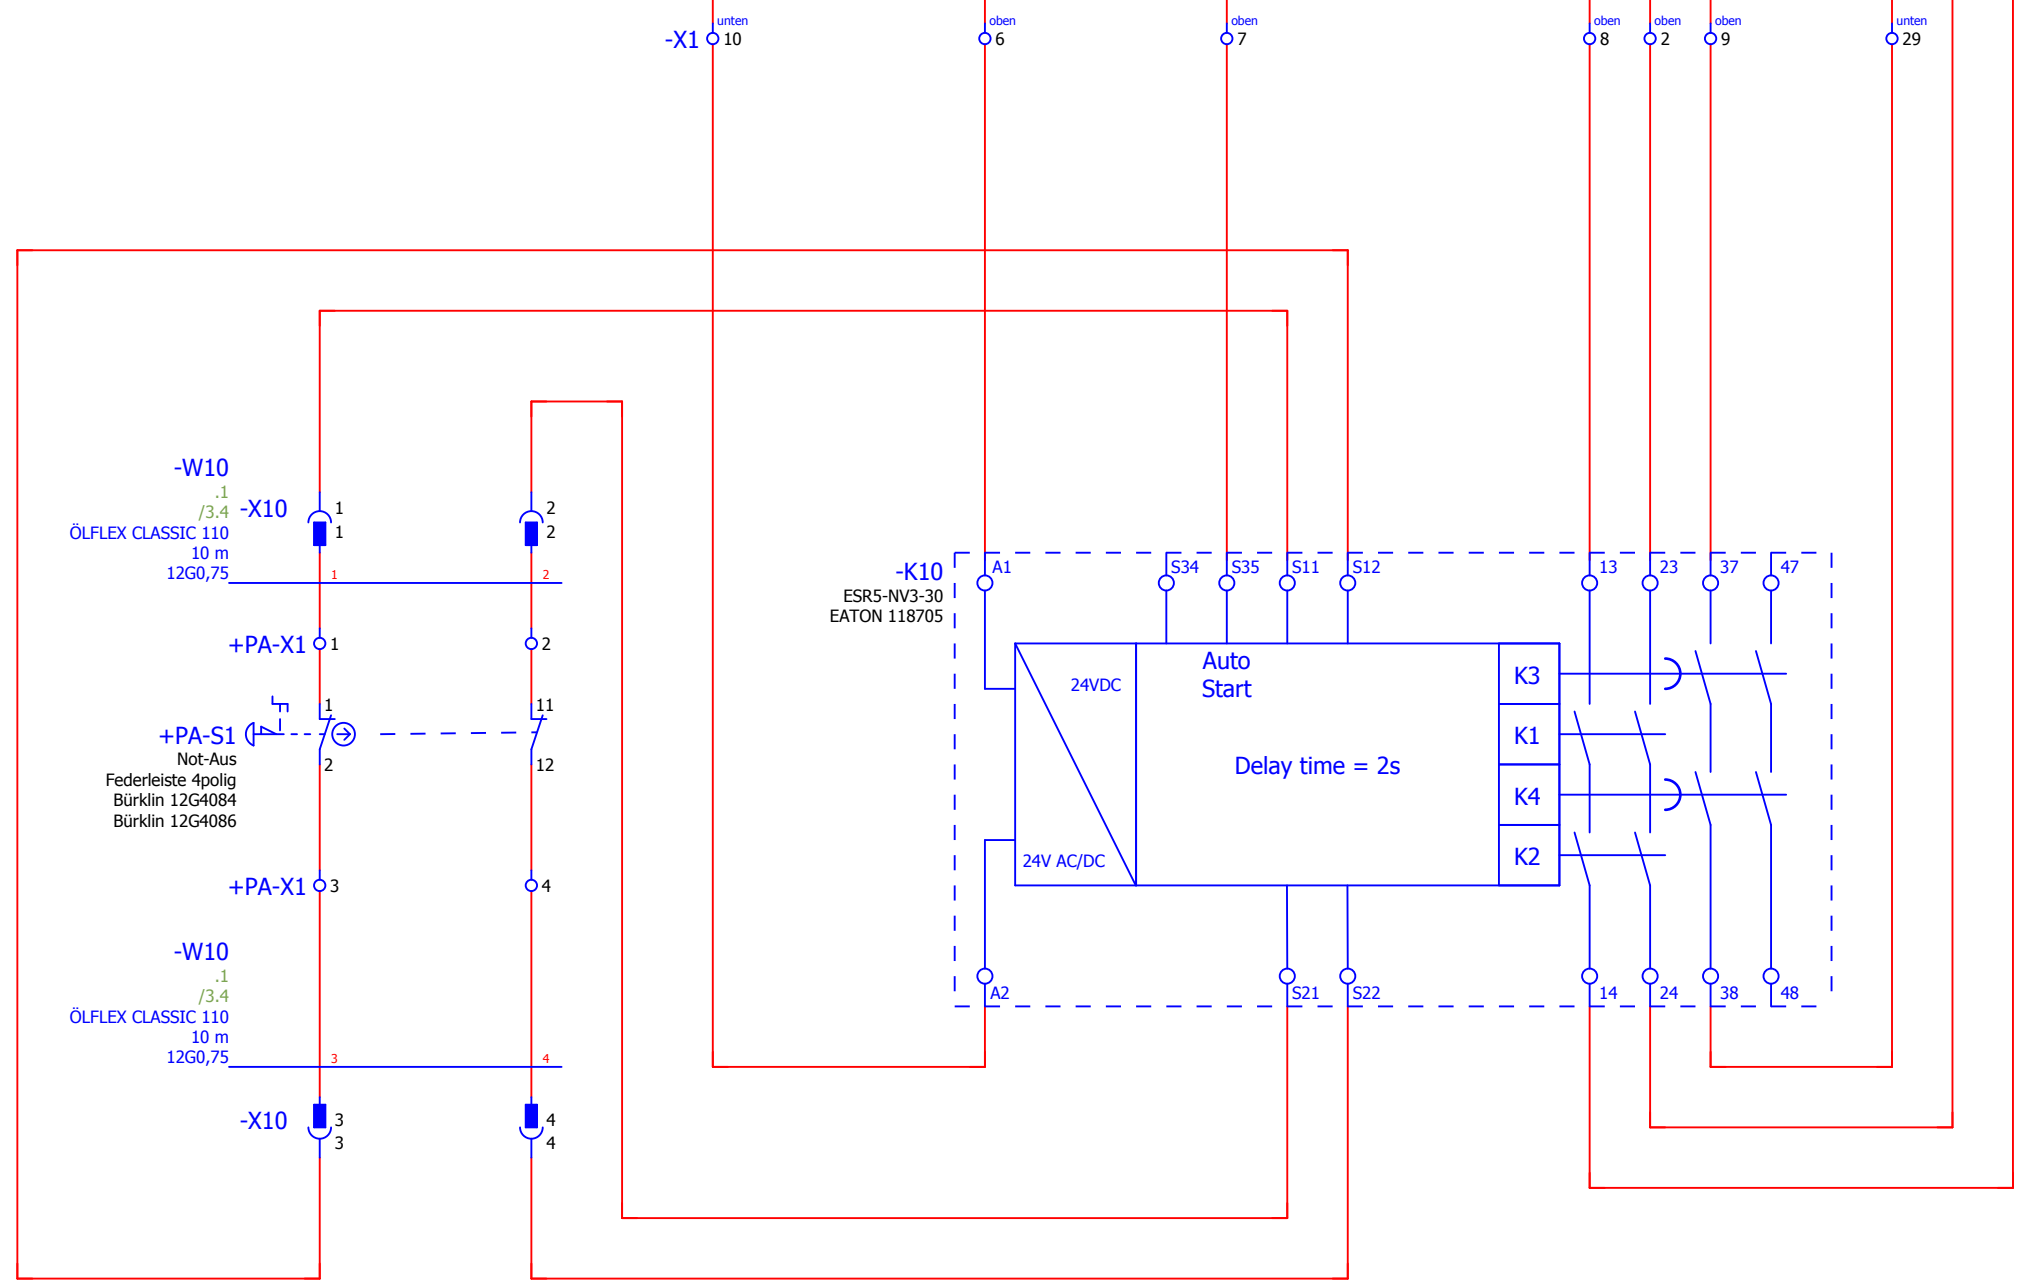 unten
-X1 10
oben
6
oben
7
oben
8
oben
2
oben
9
unten
29
-W10
.1
/3.4
ÖLFLEX CLASSIC 110
10 m
12G0,75
-X10
1
1
2
2
1
2
+PA-X1 1
2
+PA-S1
Not-Aus
Federleiste 4polig
Bürklin 12G4084
Bürklin 12G4086
1
2
11
12
+PA-X1 3
4
-W10
.1
/3.4
ÖLFLEX CLASSIC 110
10 m
12G0,75
3
4
-X10
3
3
4
4
-K10
ESR5-NV3-30
EATON 118705
A1
S34
S35
S11
S12
13
23
37
47
24VDC
24V AC/DC
Auto
Start
Delay time = 2s
K3
K1
K4
K2
A2
S21
S22
14
24
38
48